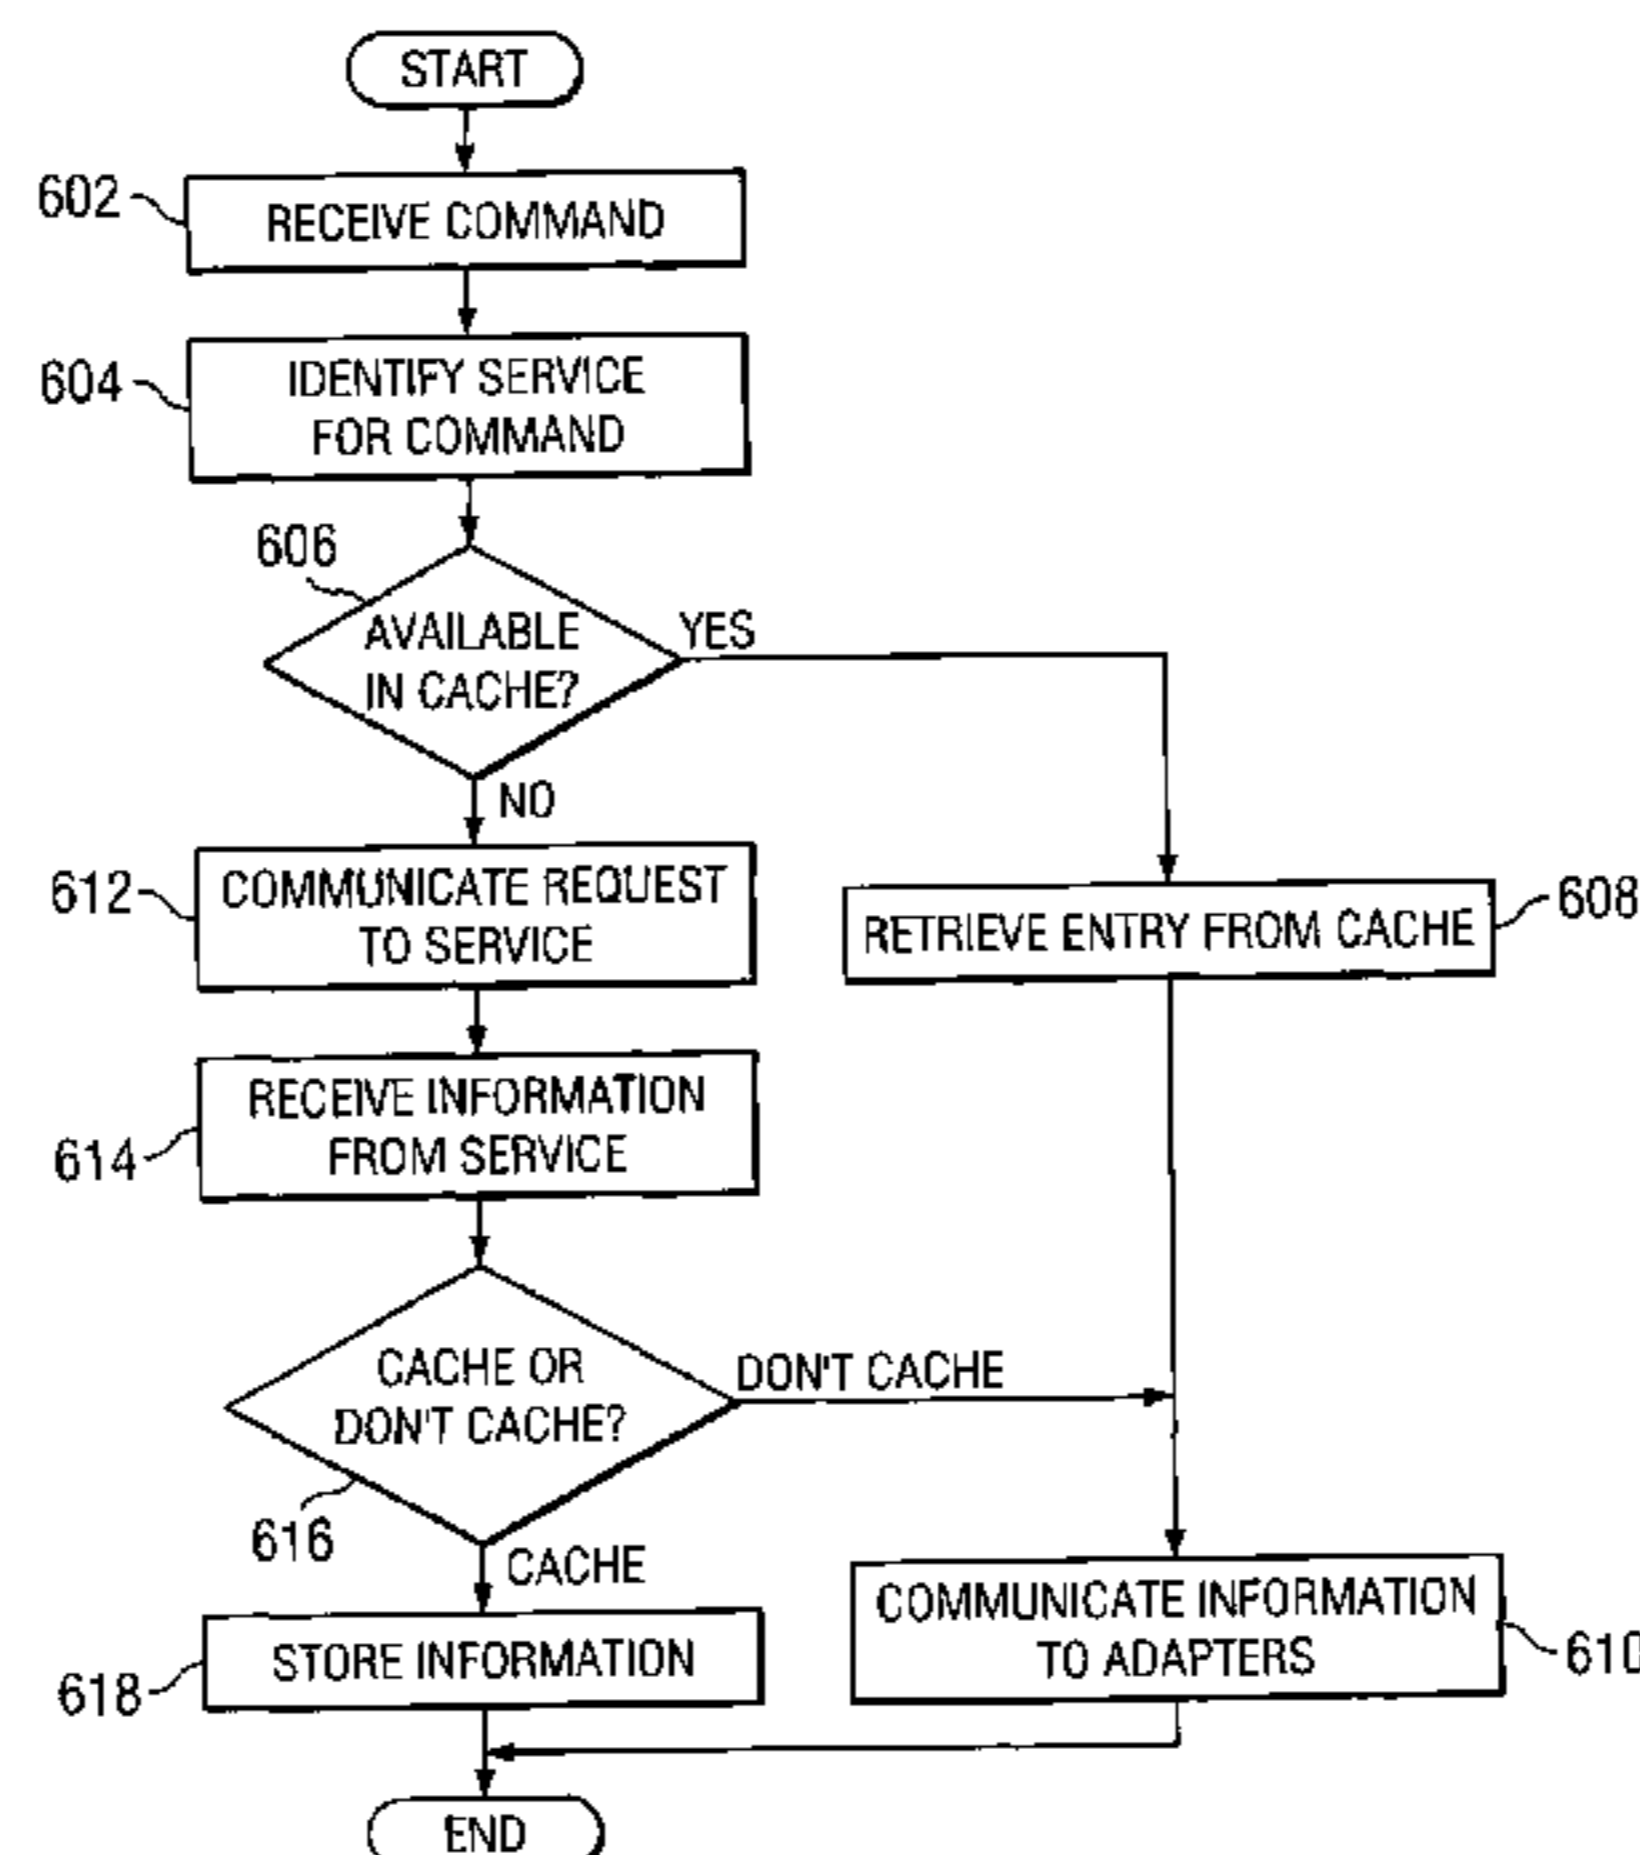 START
602
RECEIVE COMMAND
604
IDENTIFY SERVICE
FOR COMMAND
606
AVAILABLE
IN CACHE?
YES
NO
612
COMMUNICATE REQUEST
TO SERVICE
RETRIEVE ENTRY FROM CACHE
608
614
RECEIVE INFORMATION
FROM SERVICE
CACHE OR
DON'T CACHE?
DON'T CACHE
616
CACHE
618
STORE INFORMATION
COMMUNICATE INFORMATION
TO ADAPTERS
610
END